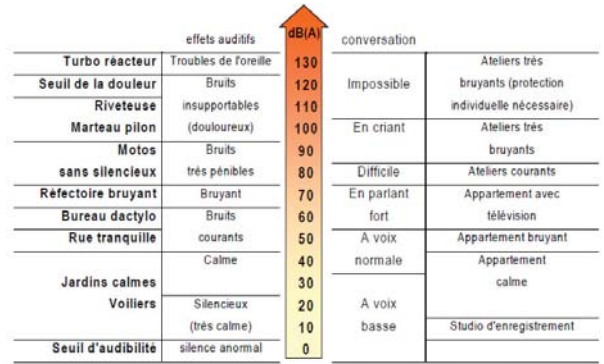 effets auditifs dB(A) conversation
Turbo réacteur Troubles de l'oreille 130 Ateliers très
Seuil de la douleur Bruits 120 Impossible bruyants (protection
Riveteuse insupportables 110 individuelle nécessaire)
Marteau pilon (douloureux) 100 En criant Ateliers très
Motos Bruits 90 bruyants
sans silencieux très pénibles 80 Difficile Ateliers courants
Réfectoire bruyant Bruyant 70 En parlant Appartement avec
Bureau dactylo Bruits 60 fort télévision
Rue tranquille courants 50 A voix Appartement bruyant
Calme 40 normale Appartement
Jardins calmes 30 calme
Voiliers Silencieux 20 A voix
(très calme) 10 basse Studio d'enregistrement
Seuil d'audibilité silence anormal 0